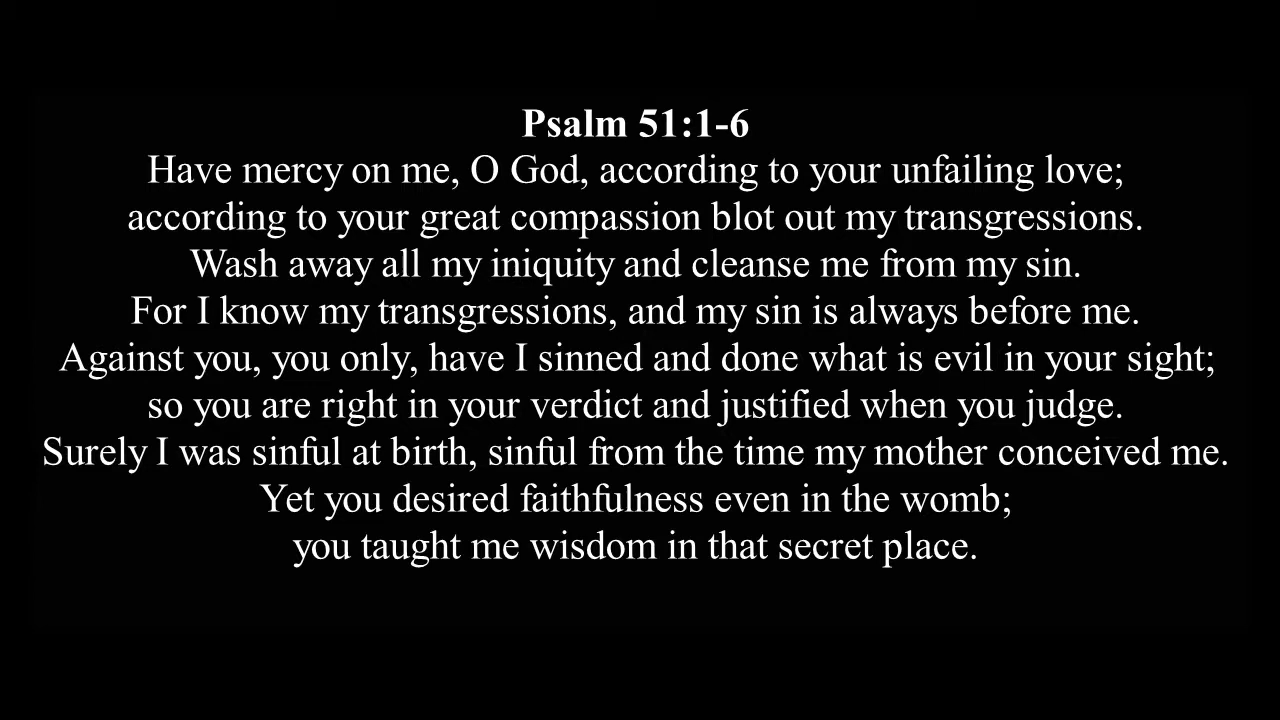 Psalm 51:1-6
Have mercy on me, O God, according to your unfailing love;
according to your great compassion blot out my transgressions.
Wash away all my iniquity and cleanse me from my sin.
For I know my transgressions, and my sin is always before me.
Against you, you only, have I sinned and done what is evil in your sight;
so you are right in your verdict and justified when you judge.
Surely I was sinful at birth, sinful from the time my mother conceived me.
Yet you desired faithfulness even in the womb;
you taught me wisdom in that secret place.